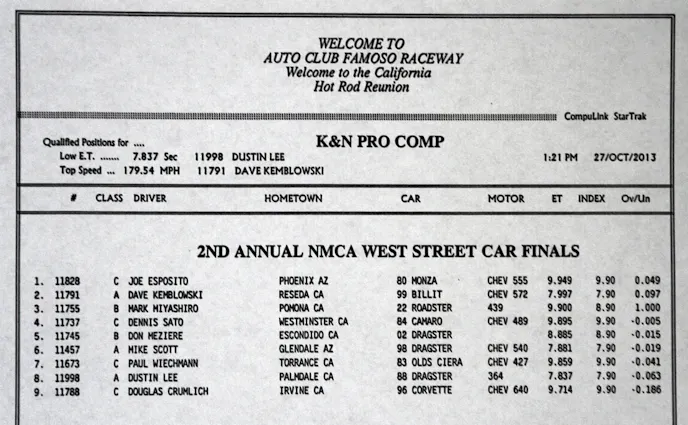 WELCOME TO
AUTO CLUB FAMOSO RACEWAY
Welcome to the California
Hot Rod Reunion
CompuLink StarTrak
Qualified Positions for .... K&N PRO COMP
Low E.T. ....... 7.837 Sec 11998 DUSTIN LEE 1:21 PM 27/OCT/2013
Top Speed ... 179.54 MPH 11791 DAVE KEMBLOWSKI
# CLASS DRIVER HOMETOWN CAR MOTOR ET INDEX Ov/Un
2ND ANNUAL NMCA WEST STREET CAR FINALS
1. 11828 C JOE ESPOSITO PHOENIX AZ 80 MONZA CHEV 555 9.949 9.90 0.049
2. 11791 A DAVE KEMBLOWSKI RESEDA CA 99 BILLIT CHEV 572 7.997 7.90 0.097
3. 11755 B MARK MIYASHIRO POMONA CA 22 ROADSTER 439 9.900 8.90 1.000
4. 11737 C DENNIS SATO WESTMINSTER CA 84 CAMARO CHEV 489 9.895 9.90 -0.005
5. 11745 B DON MEZIERE ESCONDIDO CA 02 DRAGSTER 8.885 8.90 -0.015
6. 11457 A MIKE SCOTT GLENDALE AZ 98 DRAGSTER CHEV 540 7.881 7.90 -0.019
7. 11673 C PAUL WIECHMANN TORRANCE CA 83 OLDS CIERA CHEV 427 9.859 9.90 -0.041
8. 11998 A DUSTIN LEE PALMDALE CA 88 DRAGSTER 364 7.837 7.90 -0.063
9. 11788 C DOUGLAS CRUMLICH IRVINE CA 96 CORVETTE CHEV 640 9.714 9.90 -0.186